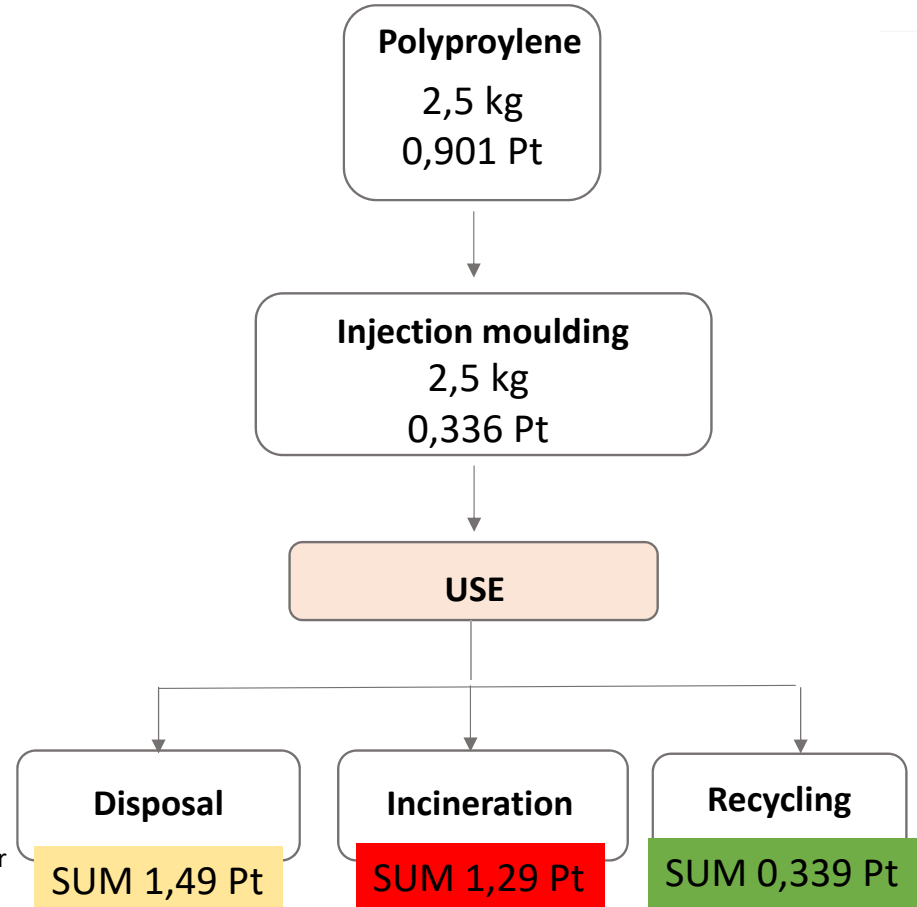 Polyproylene
2,5 kg
0,901 Pt
Injection moulding
2,5 kg
0,336 Pt
USE
Disposal
Incineration
Recycling
r
SUM 1,49 Pt
SUM 1,29 Pt
SUM 0,339 Pt